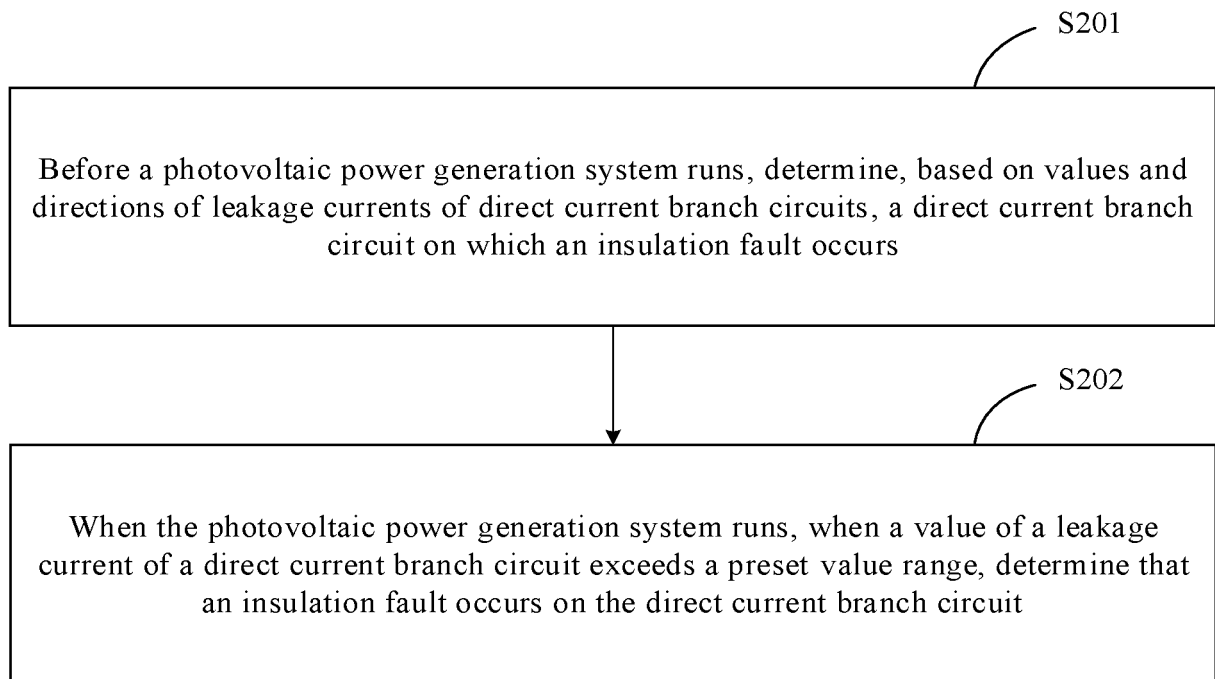 S201
Before a photovoltaic power generation system runs, determine, based on values and
directions of leakage currents of direct current branch circuits, a direct current branch
circuit on which an insulation fault occurs
S202
When the photovoltaic power generation system runs, when a value of a leakage
current of a direct current branch circuit exceeds a preset value range, determine that
an insulation fault occurs on the direct current branch circuit